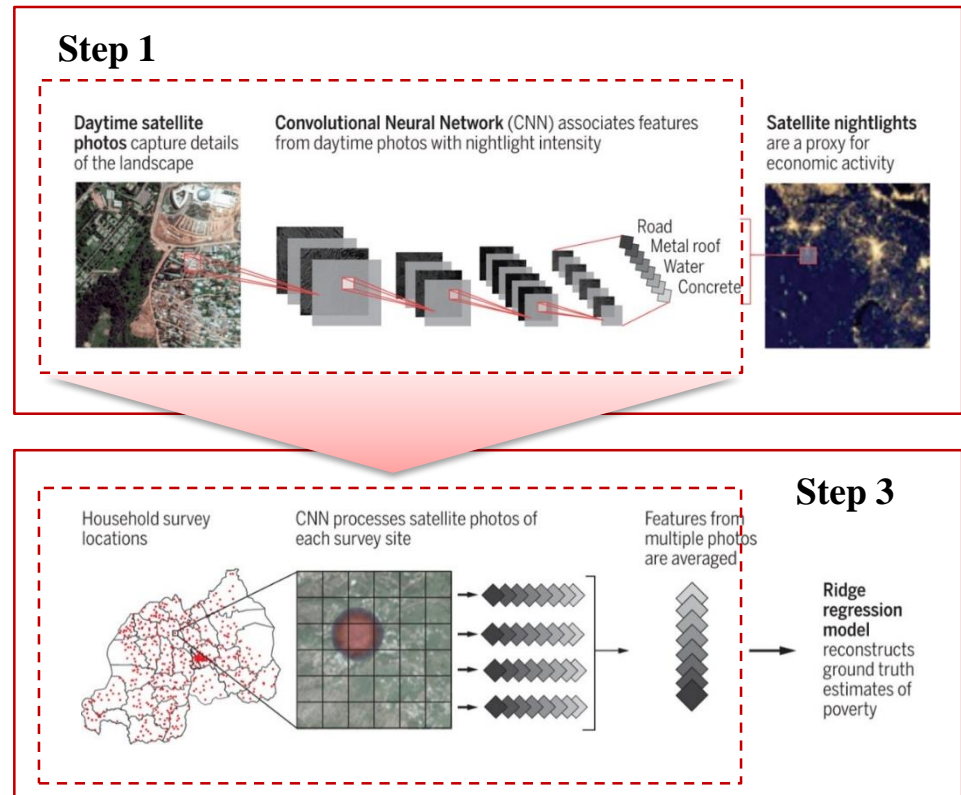 Step 1
Daytime satellite
photos capture details
of the landscape
Convolutional Neural Network (CNN) associates features
from daytime photos with nightlight intensity
Satellite nightlights
are a proxy for
economic activity
Road
Metal roof
Water
Concrete
Step 3
Household survey
locations
CNN processes satellite photos of
each survey site
Features from
multiple photos
are averaged
Ridge
regression
model
reconstructs
ground truth
estimates of
poverty